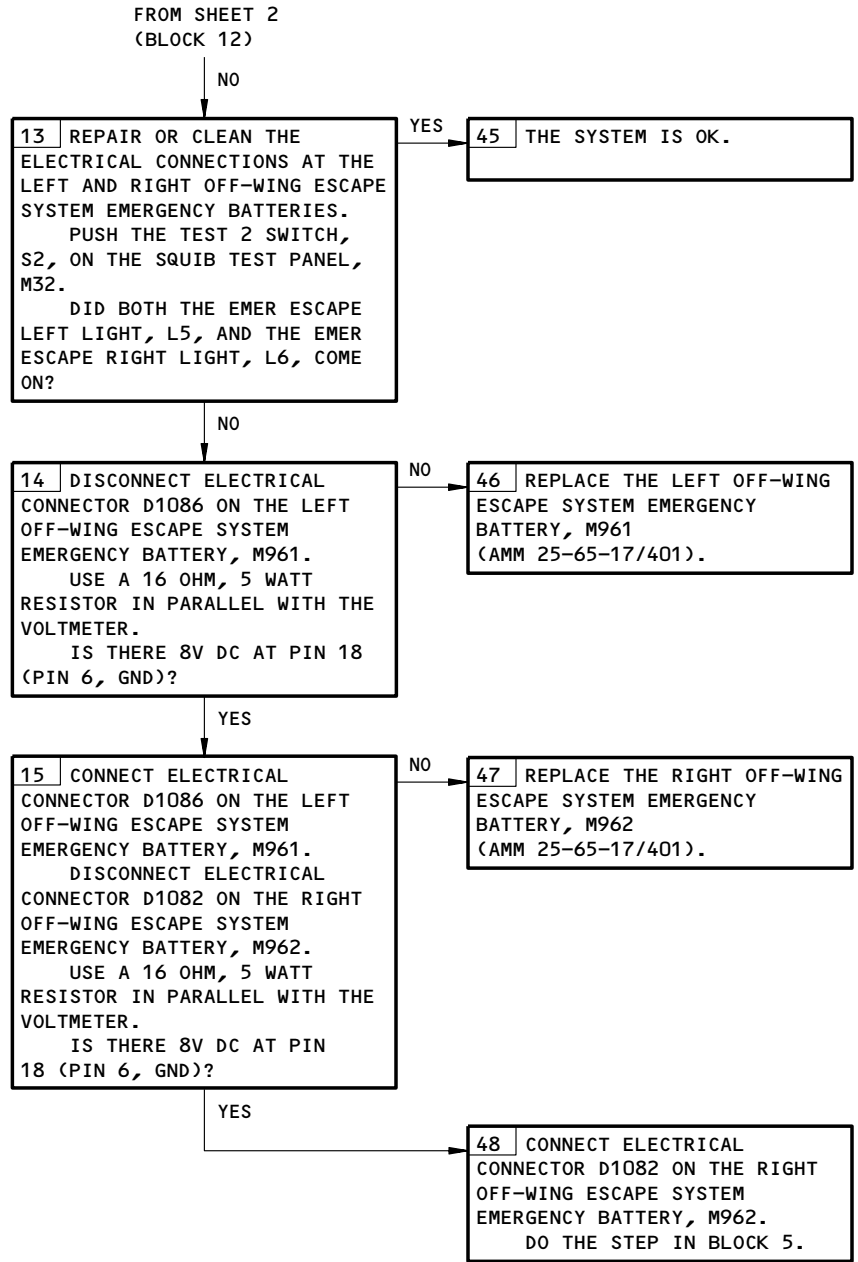 FROM SHEET 2
(BLOCK 12)
NO
13 REPAIR OR CLEAN THE
ELECTRICAL CONNECTIONS AT THE
LEFT AND RIGHT OFF-WING ESCAPE
SYSTEM EMERGENCY BATTERIES.
PUSH THE TEST 2 SWITCH,
S2, ON THE SQUIB TEST PANEL,
M32.
DID BOTH THE EMER ESCAPE
LEFT LIGHT, L5, AND THE EMER
ESCAPE RIGHT LIGHT, L6, COME
ON?
YES
45 THE SYSTEM IS OK.
NO
14 DISCONNECT ELECTRICAL
CONNECTOR D1086 ON THE LEFT
OFF-WING ESCAPE SYSTEM
EMERGENCY BATTERY, M961.
USE A 16 OHM, 5 WATT
RESISTOR IN PARALLEL WITH THE
VOLTMETER.
IS THERE 8V DC AT PIN 18
(PIN 6, GND)?
NO
46 REPLACE THE LEFT OFF-WING
ESCAPE SYSTEM EMERGENCY
BATTERY, M961
(AMM 25-65-17/401).
YES
15 CONNECT ELECTRICAL
CONNECTOR D1086 ON THE LEFT
OFF-WING ESCAPE SYSTEM
EMERGENCY BATTERY, M961.
DISCONNECT ELECTRICAL
CONNECTOR D1082 ON THE RIGHT
OFF-WING ESCAPE SYSTEM
EMERGENCY BATTERY, M962.
USE A 16 OHM, 5 WATT
RESISTOR IN PARALLEL WITH THE
VOLTMETER.
IS THERE 8V DC AT PIN
18 (PIN 6, GND)?
NO
47 REPLACE THE RIGHT OFF-WING
ESCAPE SYSTEM EMERGENCY
BATTERY, M962
(AMM 25-65-17/401).
YES
48 CONNECT ELECTRICAL
CONNECTOR D1082 ON THE RIGHT
OFF-WING ESCAPE SYSTEM
EMERGENCY BATTERY, M962.
DO THE STEP IN BLOCK 5.